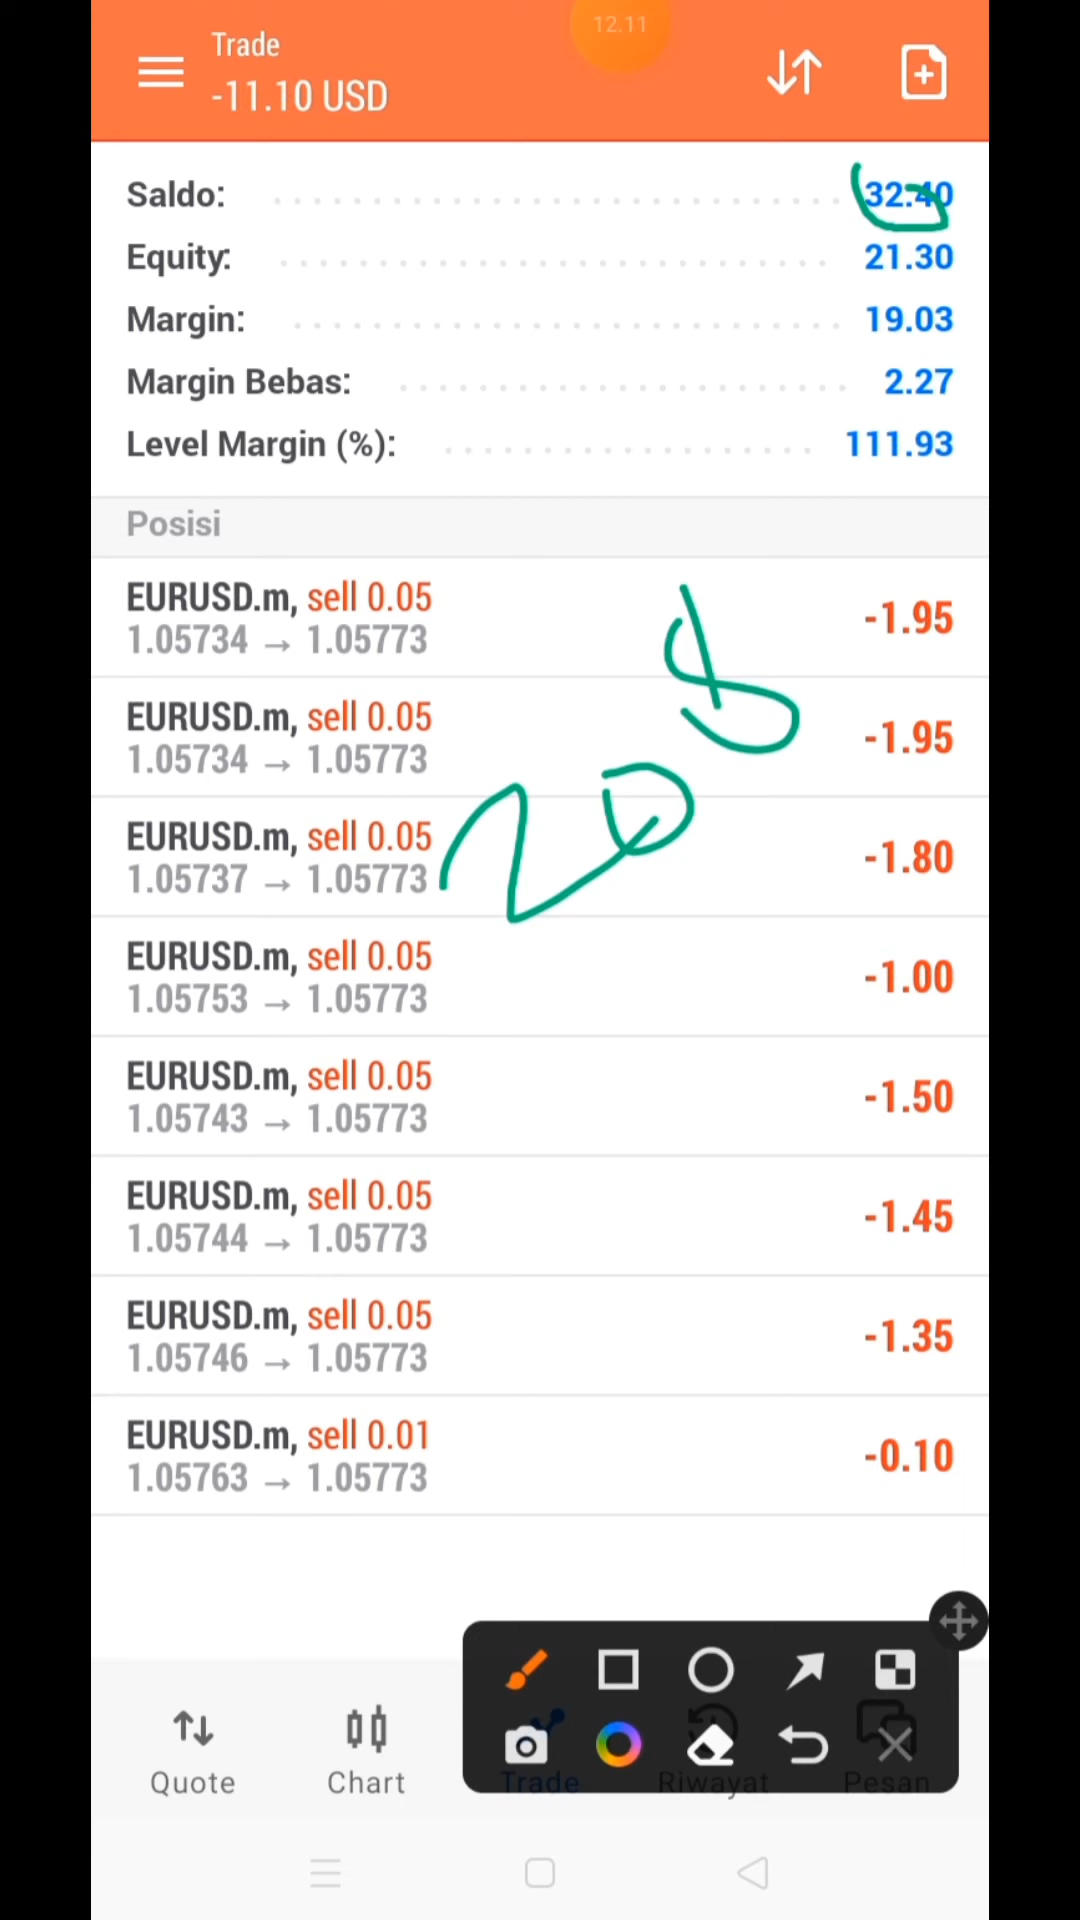 12.11
Trade
-11.10 USD
Saldo: 32.40
Equity: 21.30
Margin: 19.03
Margin Bebas: 2.27
Level Margin (%): 111.93
Posisi
EURUSD.m, sell 0.05
1.05734 → 1.05773 -1.95
EURUSD.m, sell 0.05
1.05734 → 1.05773 -1.95
EURUSD.m, sell 0.05
1.05737 → 1.05773 -1.80
EURUSD.m, sell 0.05
1.05753 → 1.05773 -1.00
EURUSD.m, sell 0.05
1.05743 → 1.05773 -1.50
EURUSD.m, sell 0.05
1.05744 → 1.05773 -1.45
EURUSD.m, sell 0.05
1.05746 → 1.05773 -1.35
EURUSD.m, sell 0.01
1.05763 → 1.05773 -0.10
20 $
Quote Chart Trade Riwayat Pesan